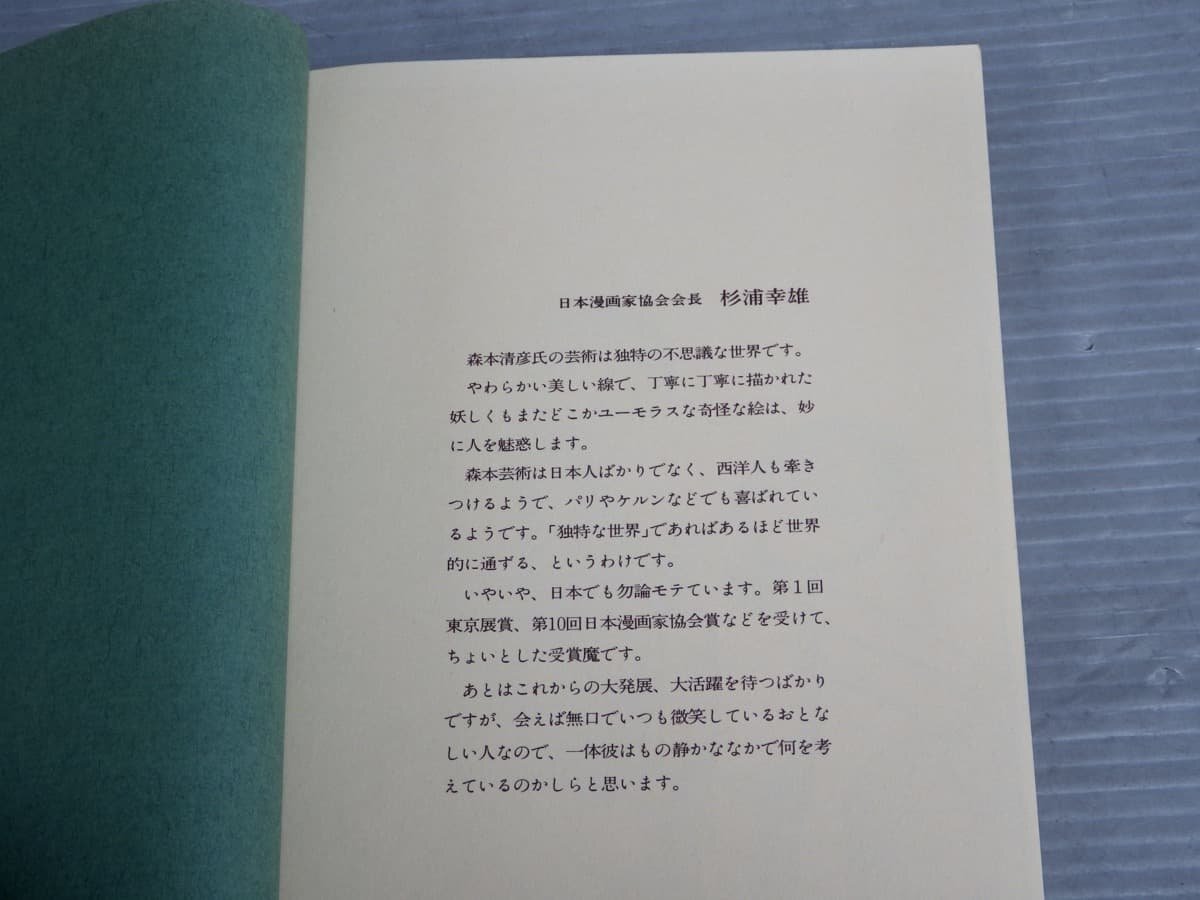 日本漫画家協会会長　杉浦幸雄
森本清彦氏の芸術は独特の不思議な世界です。
やわらかい美しい線で、丁寧に丁寧に描かれた
妖しくもまたどこかユーモラスな奇怪な絵は、妙
に人を魅惑します。
森本芸術は日本人ばかりでなく、西洋人も牽き
つけるようで、パリやケルンなどでも喜ばれてい
るようです。「独特な世界」であればあるほど世界
的に通ずる、というわけです。
いやいや、日本でも勿論モテています。第１回
東京展賞、第10回日本漫画家協会賞などを受けて、
ちょいとした受賞魔です。
あとはこれからの大発展、大活躍を待つばかり
ですが、会えば無口でいつも微笑しているおとな
しい人なので、一体彼はもの静かななかで何を考
えているのかしらと思います。